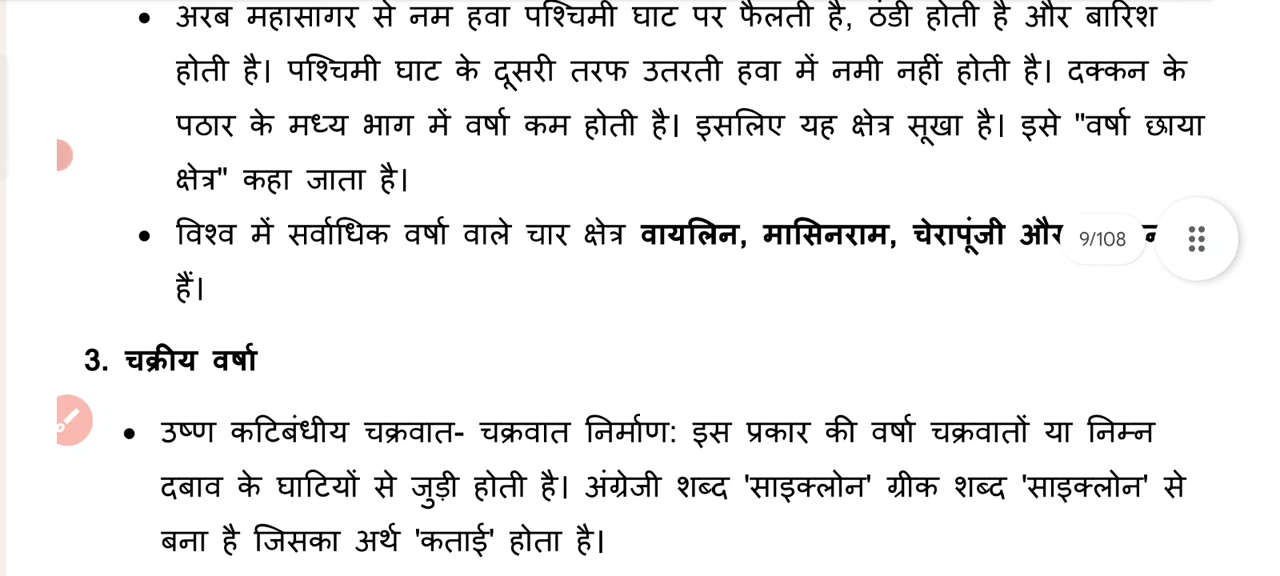 अरब महासागर से नम हवा पश्चिमी घाट पर फैलती है, ठंडी होती है और बारिश
होती है। पश्चिमी घाट के दूसरी तरफ उतरती हवा में नमी नहीं होती है। दक्कन के
पठार के मध्य भाग में वर्षा कम होती है। इसलिए यह क्षेत्र सूखा है। इसे "वर्षा छाया
क्षेत्र" कहा जाता है।
विश्व में सर्वाधिक वर्षा वाले चार क्षेत्र वायलिन, मासिनराम, चेरापूंजी और
9/108
हैं।
3. चक्रीय वर्षा
उष्ण कटिबंधीय चक्रवात- चक्रवात निर्माण: इस प्रकार की वर्षा चक्रवातों या निम्न
दबाव के घाटियों से जुड़ी होती है। अंग्रेजी शब्द 'साइक्लोन' ग्रीक शब्द 'साइक्लोन' से
बना है जिसका अर्थ 'कताई' होता है।